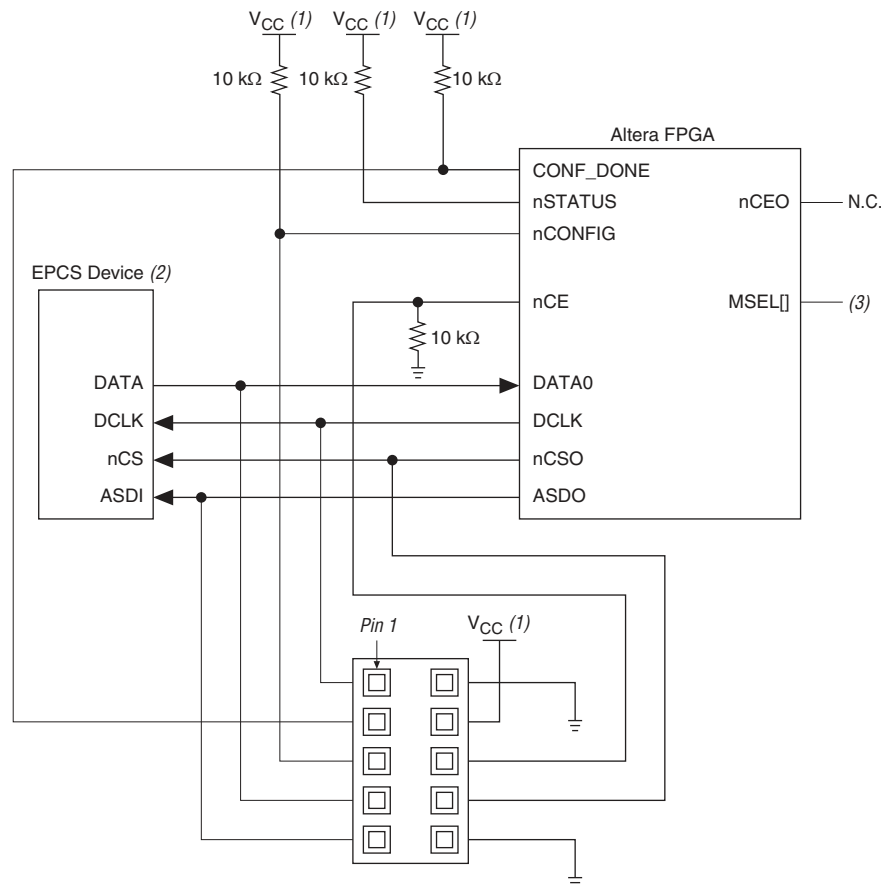 VCC (1) VCC (1) VCC (1)
10 kΩ 10 kΩ 10 kΩ
Altera FPGA
CONF_DONE
nSTATUS nCEO N.C.
nCONFIG
EPCS Device (2)
nCE MSEL[] (3)
10 kΩ
DATA DATA0
DCLK DCLK
nCS nCSO
ASDI ASDO
Pin 1 VCC (1)